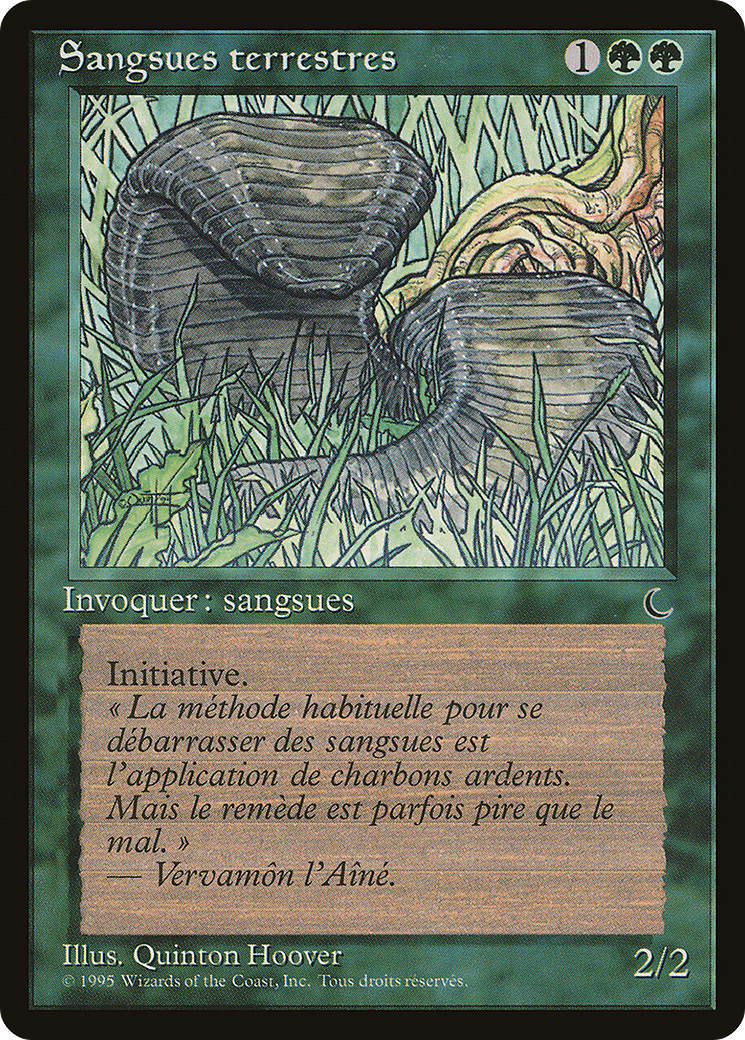 Sangsues terrestres 1
Invoquer : sangsues
Initiative.
« La méthode habituelle pour se
débarrasser des sangsues est
l'application de charbons ardents.
Mais le remède est parfois pire que le
mal. »
— Vervamôn l'Aîné.
Illus. Quinton Hoover
2/2
© 1995 Wizards of the Coast, Inc. Tous droits réservés.